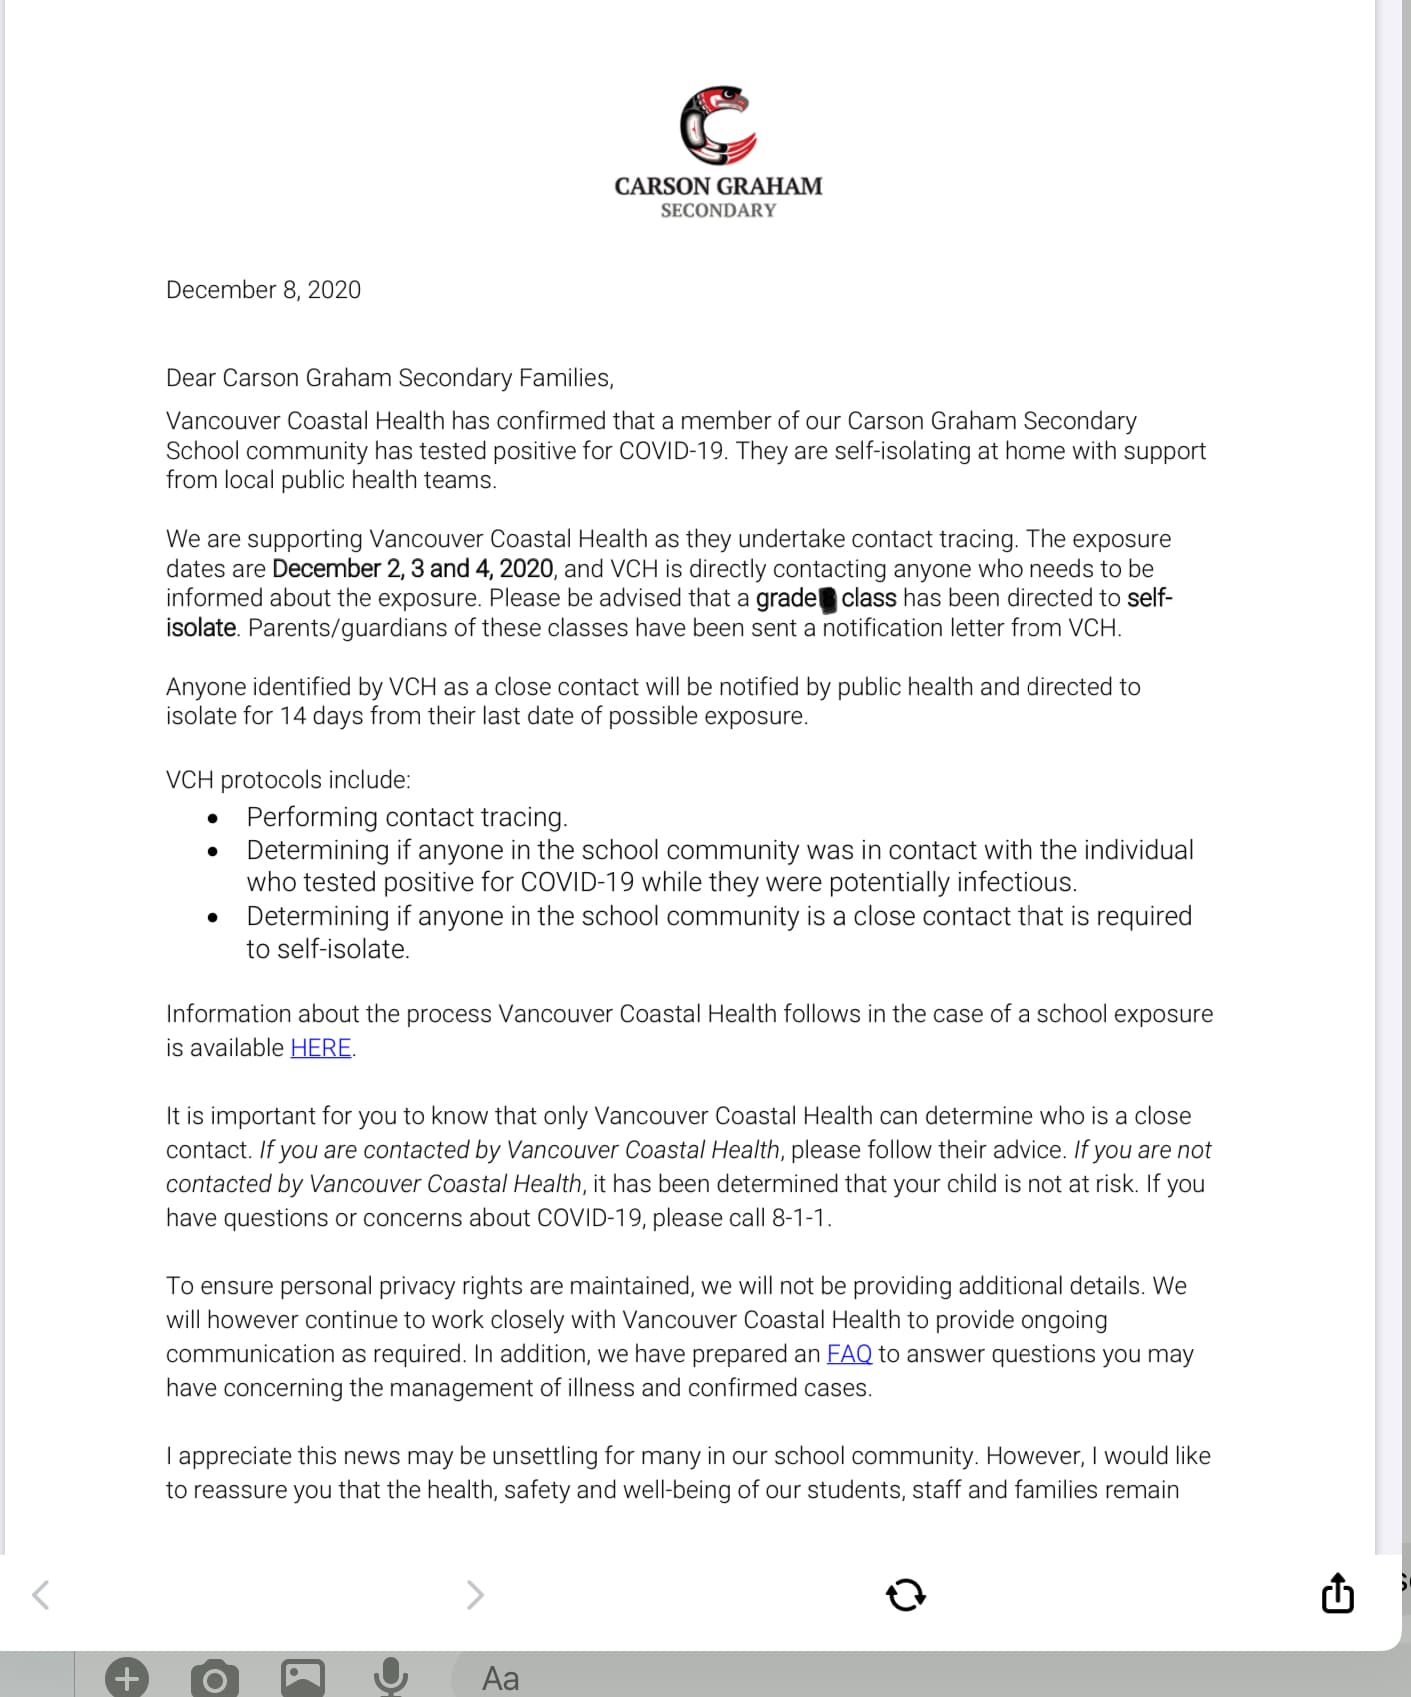 CARSON GRAHAM
SECONDARY
December 8, 2020
Dear Carson Graham Secondary Families,
Vancouver Coastal Health has confirmed that a member of our Carson Graham Secondary
School community has tested positive for COVID-19. They are self-isolating at home with support
from local public health teams.
We are supporting Vancouver Coastal Health as they undertake contact tracing. The exposure
dates are December 2, 3 and 4, 2020, and VCH is directly contacting anyone who needs to be
informed about the exposure. Please be advised that a grade class has been directed to self-
isolate. Parents/guardians of these classes have been sent a notification letter from VCH.
Anyone identified by VCH as a close contact will be notified by public health and directed to
isolate for 14 days from their last date of possible exposure.
VCH protocols include:
• Performing contact tracing.
• Determining if anyone in the school community was in contact with the individual
who tested positive for COVID-19 while they were potentially infectious.
• Determining if anyone in the school community is a close contact that is required
to self-isolate.
Information about the process Vancouver Coastal Health follows in the case of a school exposure
is available HERE.
It is important for you to know that only Vancouver Coastal Health can determine who is a close
contact. If you are contacted by Vancouver Coastal Health, please follow their advice. If you are not
contacted by Vancouver Coastal Health, it has been determined that your child is not at risk. If you
have questions or concerns about COVID-19, please call 8-1-1.
To ensure personal privacy rights are maintained, we will not be providing additional details. We
will however continue to work closely with Vancouver Coastal Health to provide ongoing
communication as required. In addition, we have prepared an FAQ to answer questions you may
have concerning the management of illness and confirmed cases.
I appreciate this news may be unsettling for many in our school community. However, I would like
to reassure you that the health, safety and well-being of our students, staff and families remain
Aa